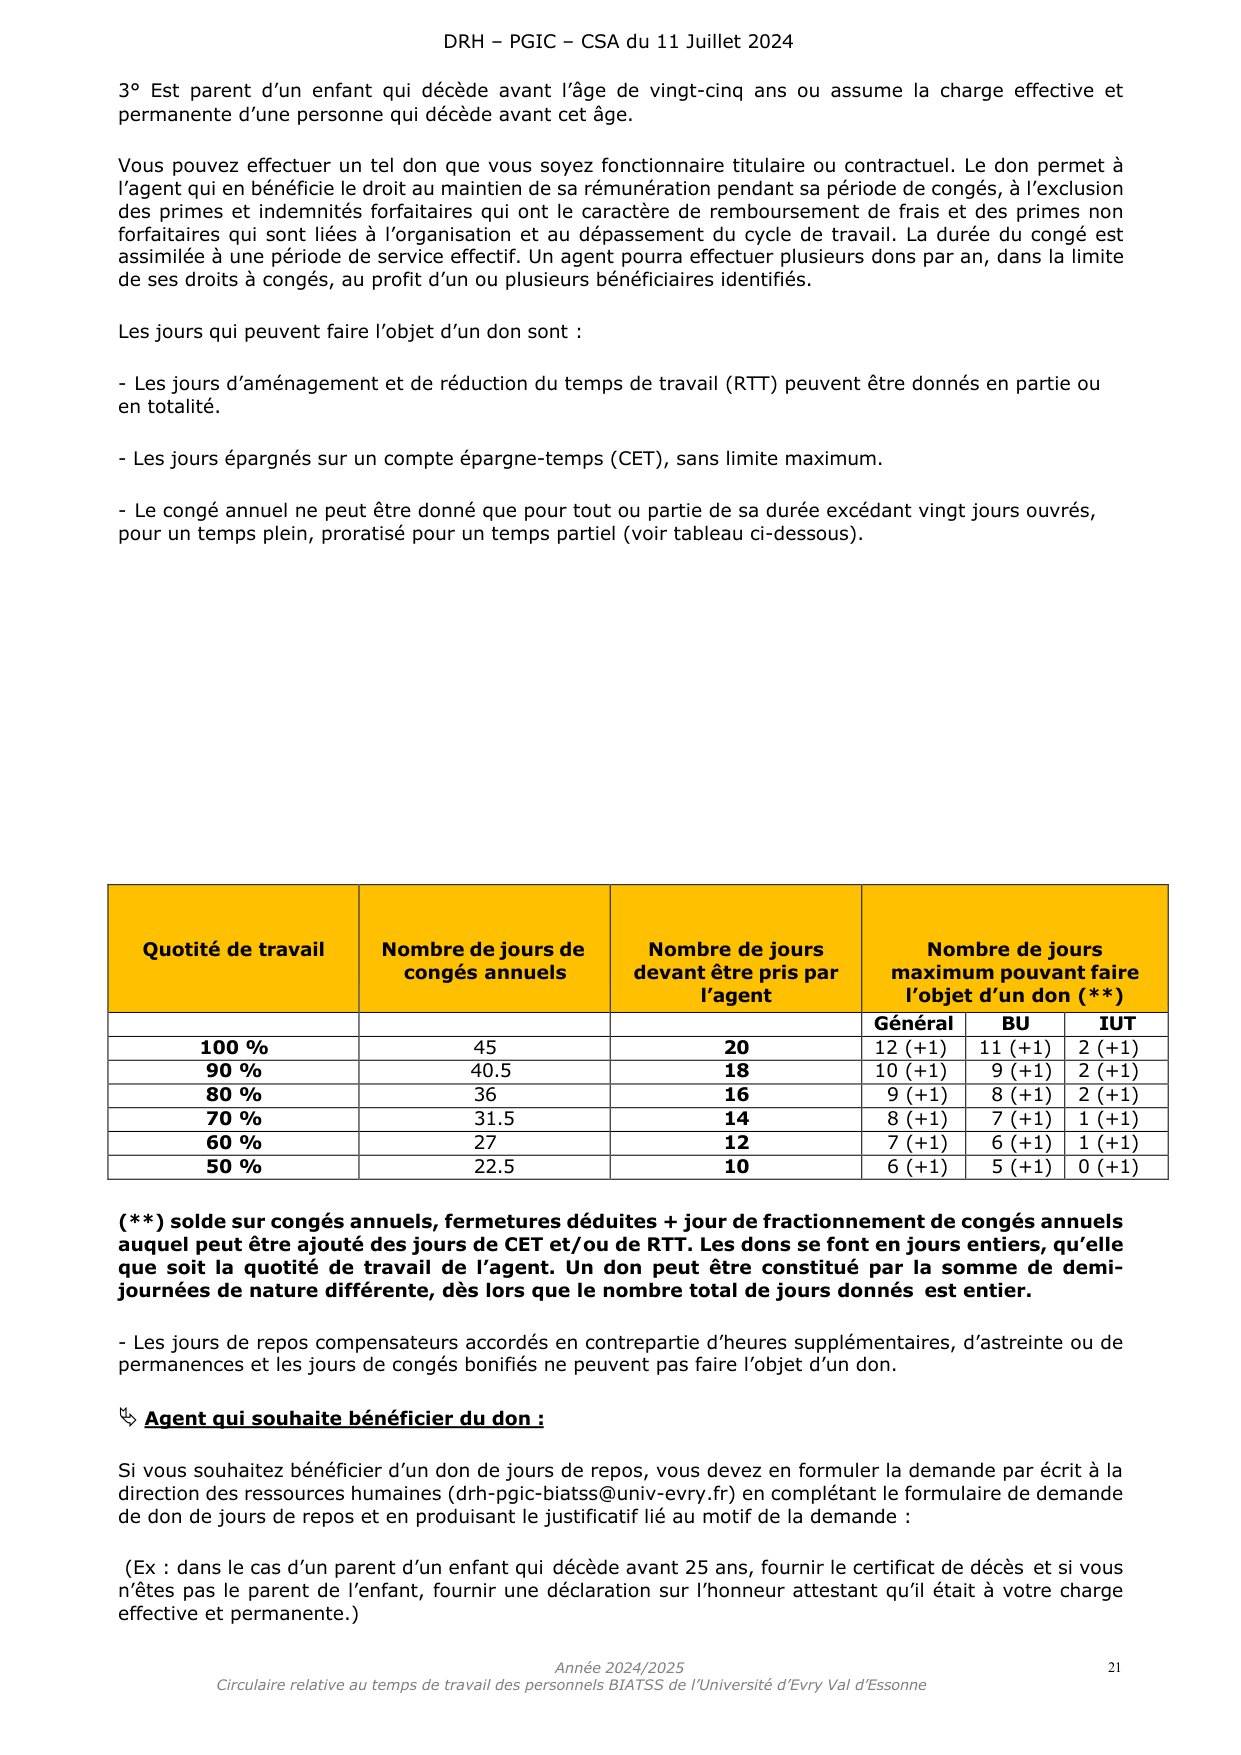 DRH – PGIC – CSA du 11 Juillet 2024
3° Est parent d’un enfant qui décède avant l’âge de vingt-cinq ans ou assume la charge effective et
permanente d’une personne qui décède avant cet âge.
Vous pouvez effectuer un tel don que vous soyez fonctionnaire titulaire ou contractuel. Le don permet à
l’agent qui en bénéficie le droit au maintien de sa rémunération pendant sa période de congés, à l’exclusion
des primes et indemnités forfaitaires qui ont le caractère de remboursement de frais et des primes non
forfaitaires qui sont liées à l’organisation et au dépassement du cycle de travail. La durée du congé est
assimilée à une période de service effectif. Un agent pourra effectuer plusieurs dons par an, dans la limite
de ses droits à congés, au profit d’un ou plusieurs bénéficiaires identifiés.
Les jours qui peuvent faire l’objet d’un don sont :
- Les jours d’aménagement et de réduction du temps de travail (RTT) peuvent être donnés en partie ou
en totalité.
- Les jours épargnés sur un compte épargne-temps (CET), sans limite maximum.
- Le congé annuel ne peut être donné que pour tout ou partie de sa durée excédant vingt jours ouvrés,
pour un temps plein, proratisé pour un temps partiel (voir tableau ci-dessous).
Quotité de travail Nombre de jours de Nombre de jours Nombre de jours
congés annuels devant être pris par maximum pouvant faire
l’agent l’objet d’un don (**)
Général BU IUT
100 % 45 20 12 (+1) 11 (+1) 2 (+1)
90 % 40.5 18 10 (+1) 9 (+1) 2 (+1)
80 % 36 16 9 (+1) 8 (+1) 2 (+1)
70 % 31.5 14 8 (+1) 7 (+1) 1 (+1)
60 % 27 12 7 (+1) 6 (+1) 1 (+1)
50 % 22.5 10 6 (+1) 5 (+1) 0 (+1)
(**) solde sur congés annuels, fermetures déduites + jour de fractionnement de congés annuels
auquel peut être ajouté des jours de CET et/ou de RTT. Les dons se font en jours entiers, qu’elle
que soit la quotité de travail de l’agent. Un don peut être constitué par la somme de demi-
journées de nature différente, dès lors que le nombre total de jours donnés est entier.
- Les jours de repos compensateurs accordés en contrepartie d’heures supplémentaires, d’astreinte ou de
permanences et les jours de congés bonifiés ne peuvent pas faire l’objet d’un don.
Agent qui souhaite bénéficier du don :
Si vous souhaitez bénéficier d’un don de jours de repos, vous devez en formuler la demande par écrit à la
direction des ressources humaines (drh-pgic-biatss@univ-evry.fr) en complétant le formulaire de demande
de don de jours de repos et en produisant le justificatif lié au motif de la demande :
(Ex : dans le cas d’un parent d’un enfant qui décède avant 25 ans, fournir le certificat de décès et si vous
n’êtes pas le parent de l’enfant, fournir une déclaration sur l’honneur attestant qu’il était à votre charge
effective et permanente.)
Année 2024/2025 21
Circulaire relative au temps de travail des personnels BIATSS de l’Université d’Evry Val d’Essonne